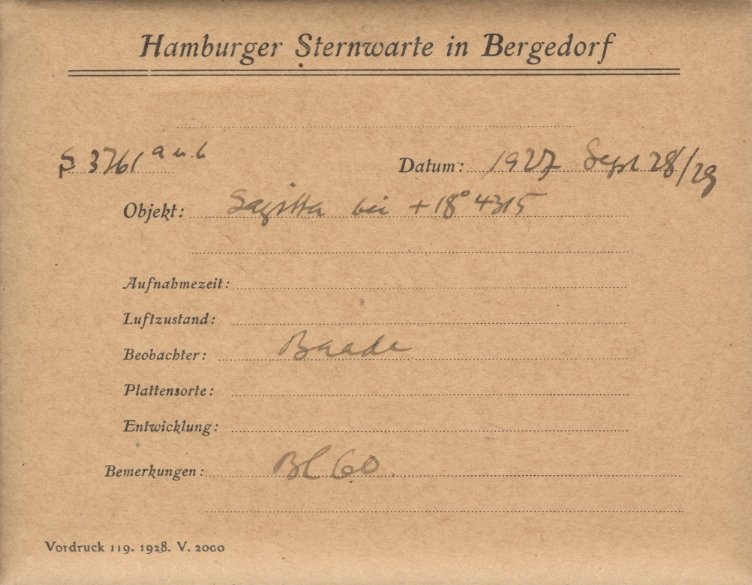 Hamburger Sternwarte in Bergedorf
S 3761 a u. b
Datum: 1927 Sept 28/29
Objekt: Sagitta bei +18° 4315
Aufnahmezeit:
Luftzustand:
Beobachter: Baade
Plattensorte:
Entwicklung:
Bemerkungen: Bl 60
Vordruck 119. 1928. V. 2000